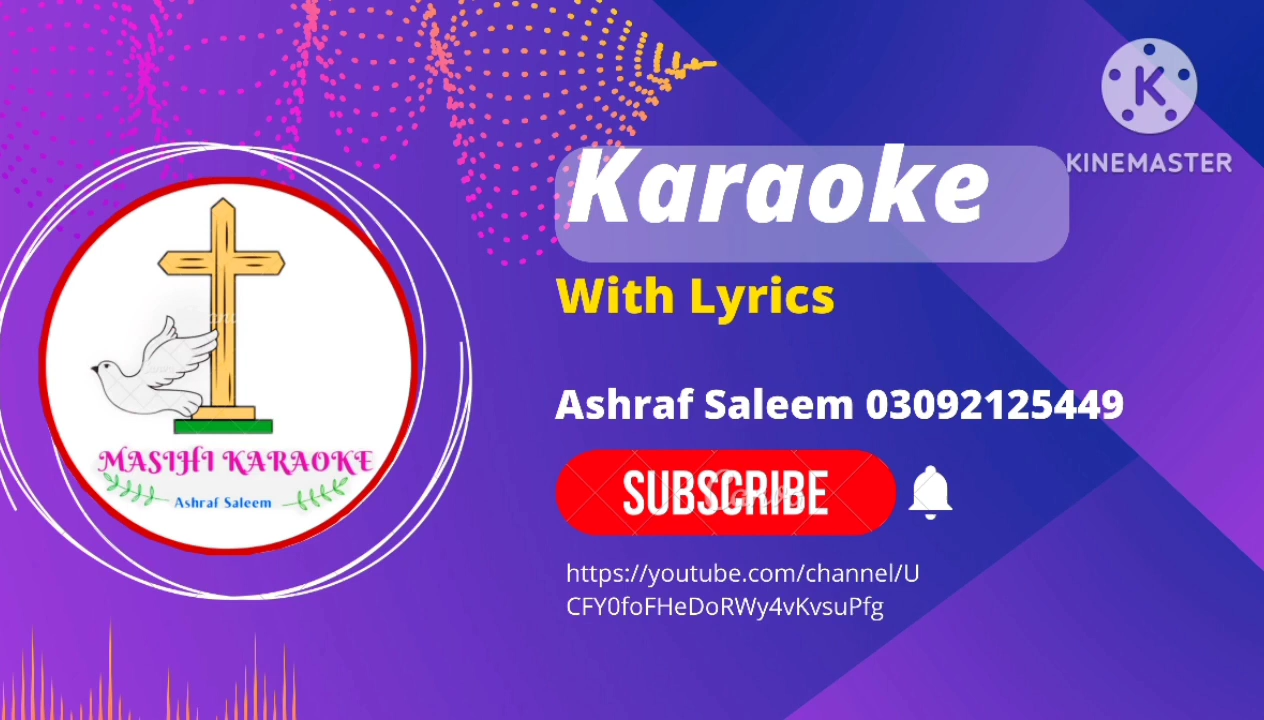 K
KINEMASTER
Karaoke
With Lyrics
Ashraf Saleem 03092125449
SUBSCRIBE
https://youtube.com/channel/U
CFY0foFHeDoRWy4vKvsuPfg
MASIHI KARAOKE
Ashraf Saleem